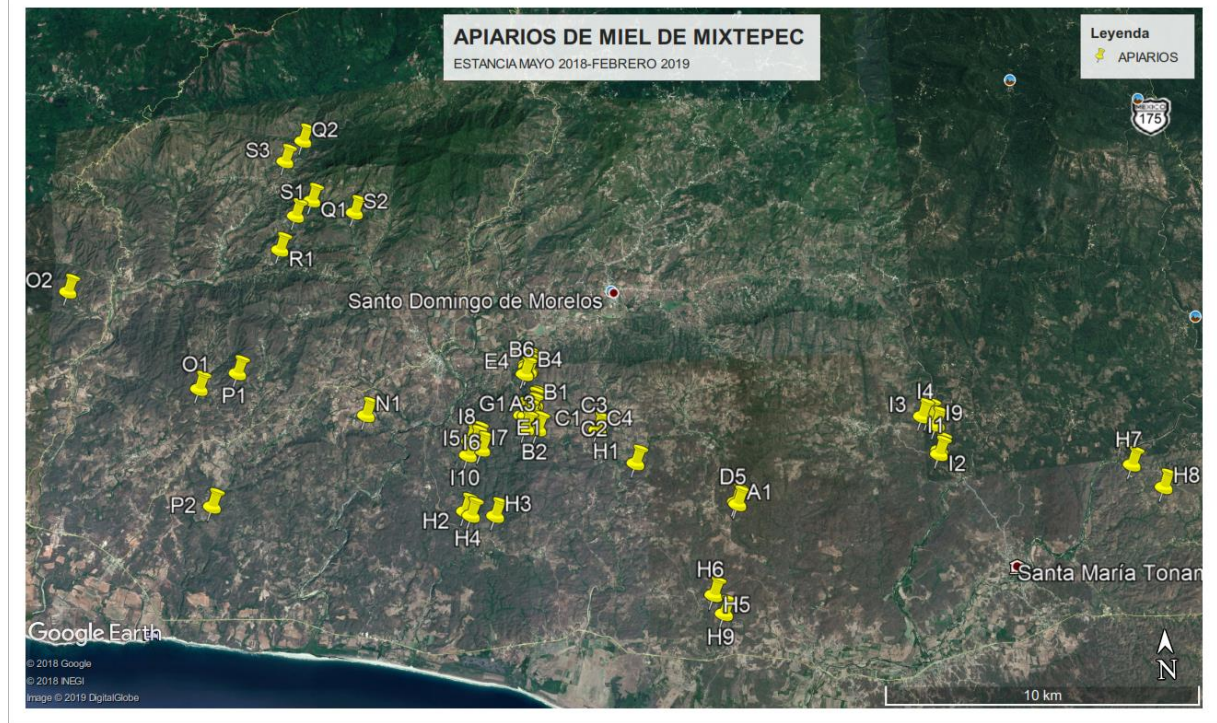 APIARIOS DE MIEL DE MIXTEPEC
ESTANCIA MAYO 2018-FEBRERO 2019
Leyenda
APIARIOS
MEXICO
175
Q2
S3
S1
Q1
S2
R1
O2
Santo Domingo de Morelos
B6
E4
B4
O1
P1
N1
B1
G1
A3
C3
C1
C4
C2
E1
B2
I8
I5
I6
I7
I10
H1
I4
I3
I9
I1
I2
H7
H8
D5
A1
P2
H3
H2
H4
H6
H5
H9
Santa María Tonam
Google Earth
© 2018 Google
© 2018 INEGI
Image © 2019 DigitalGlobe
N
10 km